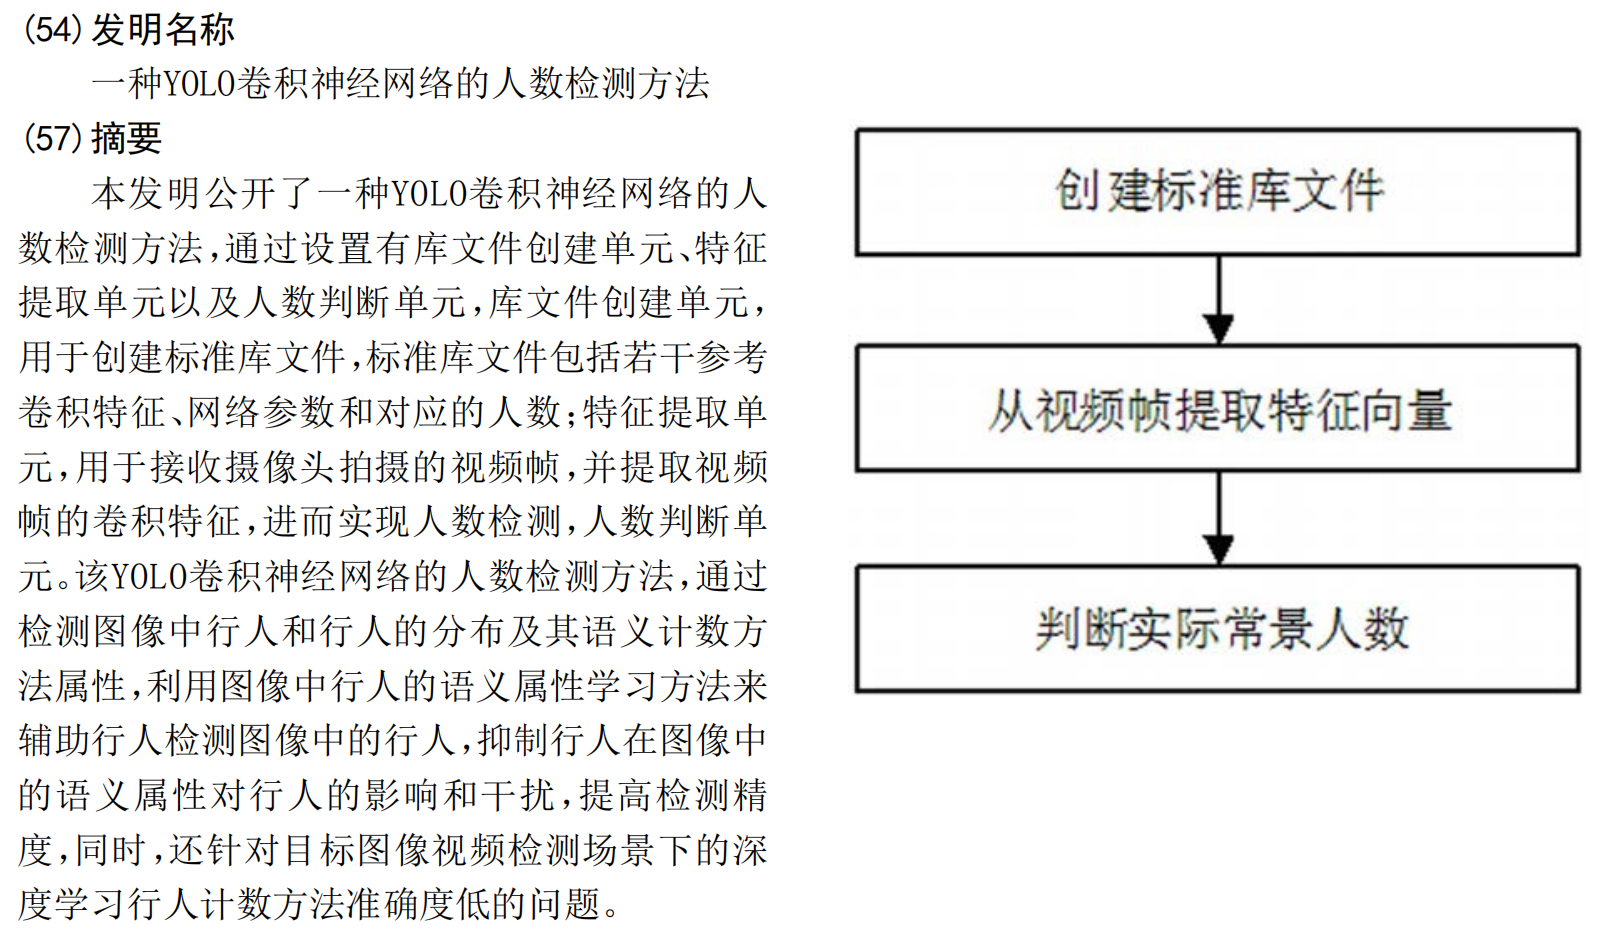 (54)发明名称
一种YOLO卷积神经网络的人数检测方法
(57)摘要
本发明公开了一种YOLO卷积神经网络的人
数检测方法,通过设置有库文件创建单元、特征
提取单元以及人数判断单元,库文件创建单元,
用于创建标准库文件,标准库文件包括若干参考
卷积特征、网络参数和对应的人数;特征提取单
元,用于接收摄像头拍摄的视频帧,并提取视频
帧的卷积特征,进而实现人数检测,人数判断单
元。该YOLO卷积神经网络的人数检测方法,通过
检测图像中行人和行人的分布及其语义计数方
法属性,利用图像中行人的语义属性学习方法来
辅助行人检测图像中的行人,抑制行人在图像中
的语义属性对行人的影响和干扰,提高检测精
度,同时,还针对目标图像视频检测场景下的深
度学习行人计数方法准确度低的问题。
创建标准库文件
从视频帧提取特征向量
判断实际常景人数